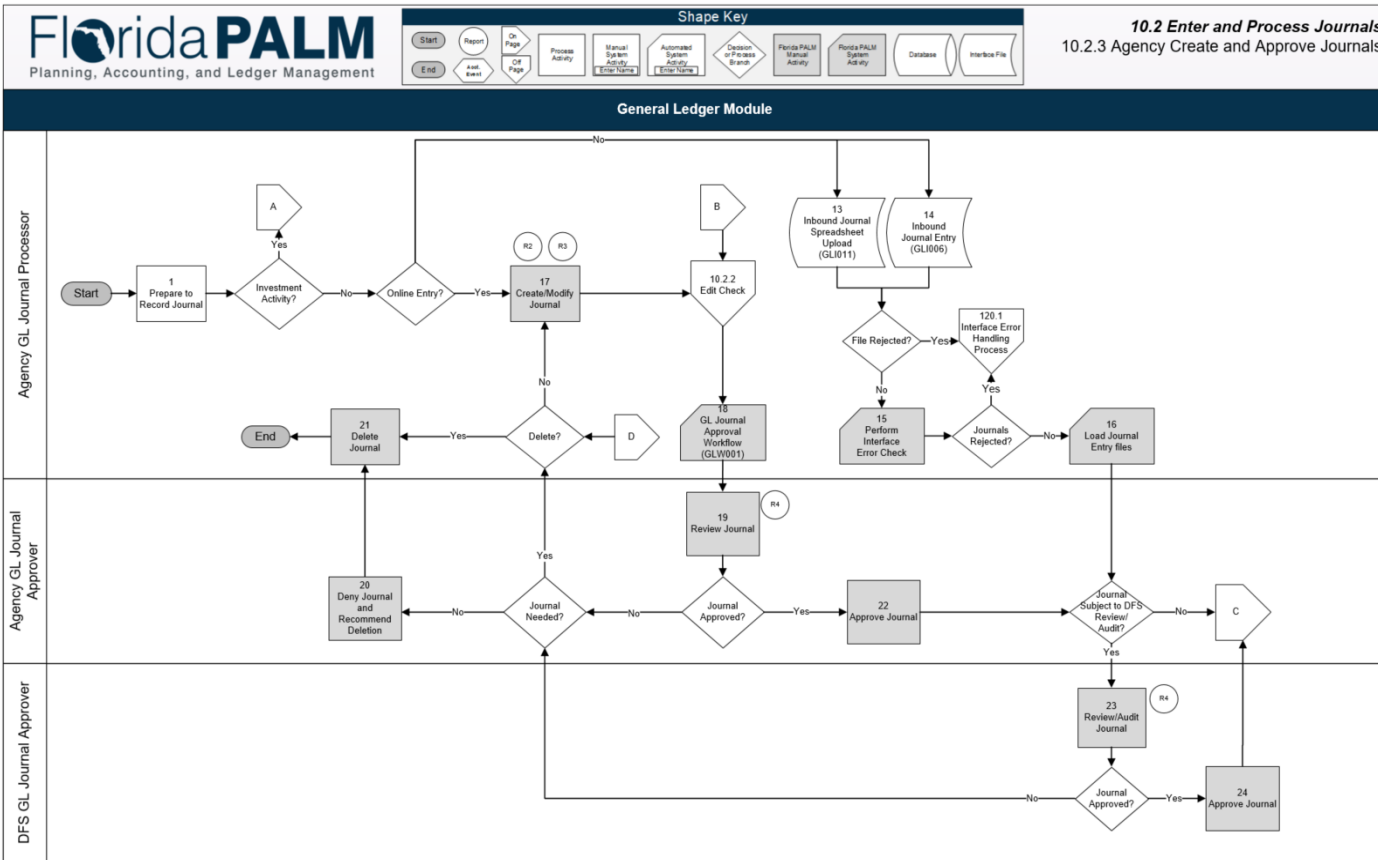 Florida PALM
Planning, Accounting, and Ledger Management
Shape Key
Start
End
Report
Acct.
Event
On
Page
Off
Page
Process
Activity
Manual
System
Activity
Enter Name
Automated
System
Activity
Enter Name
Decision
or Process
Branch
Florida PALM
Manual
Activity
Florida PALM
System
Activity
Database
Interface File
10.2 Enter and Process Journals
10.2.3 Agency Create and Approve Journals
General Ledger Module
Agency GL Journal Processor
Start
1
Prepare to
Record Journal
Investment
Activity?
Yes
A
No
Online Entry?
No
Yes
R2
R3
17
Create/Modify
Journal
B
10.2.2
Edit Check
13
Inbound Journal
Spreadsheet
Upload
(GLI011)
14
Inbound
Journal Entry
(GLI006)
File Rejected?
Yes
120.1
Interface Error
Handling
Process
No
Yes
No
End
21
Delete
Journal
Yes
Delete?
D
18
GL Journal
Approval
Workflow
(GLW001)
15
Perform
Interface
Error Check
Journals
Rejected?
No
16
Load Journal
Entry files
Agency GL Journal
Approver
19
Review Journal
R4
Yes
20
Deny Journal
and
Recommend
Deletion
No
Journal
Needed?
No
Journal
Approved?
Yes
22
Approve Journal
Journal
Subject to DFS
Review/
Audit?
No
C
Yes
DFS GL Journal Approver
23
Review/Audit
Journal
R4
No
Journal
Approved?
Yes
24
Approve Journal